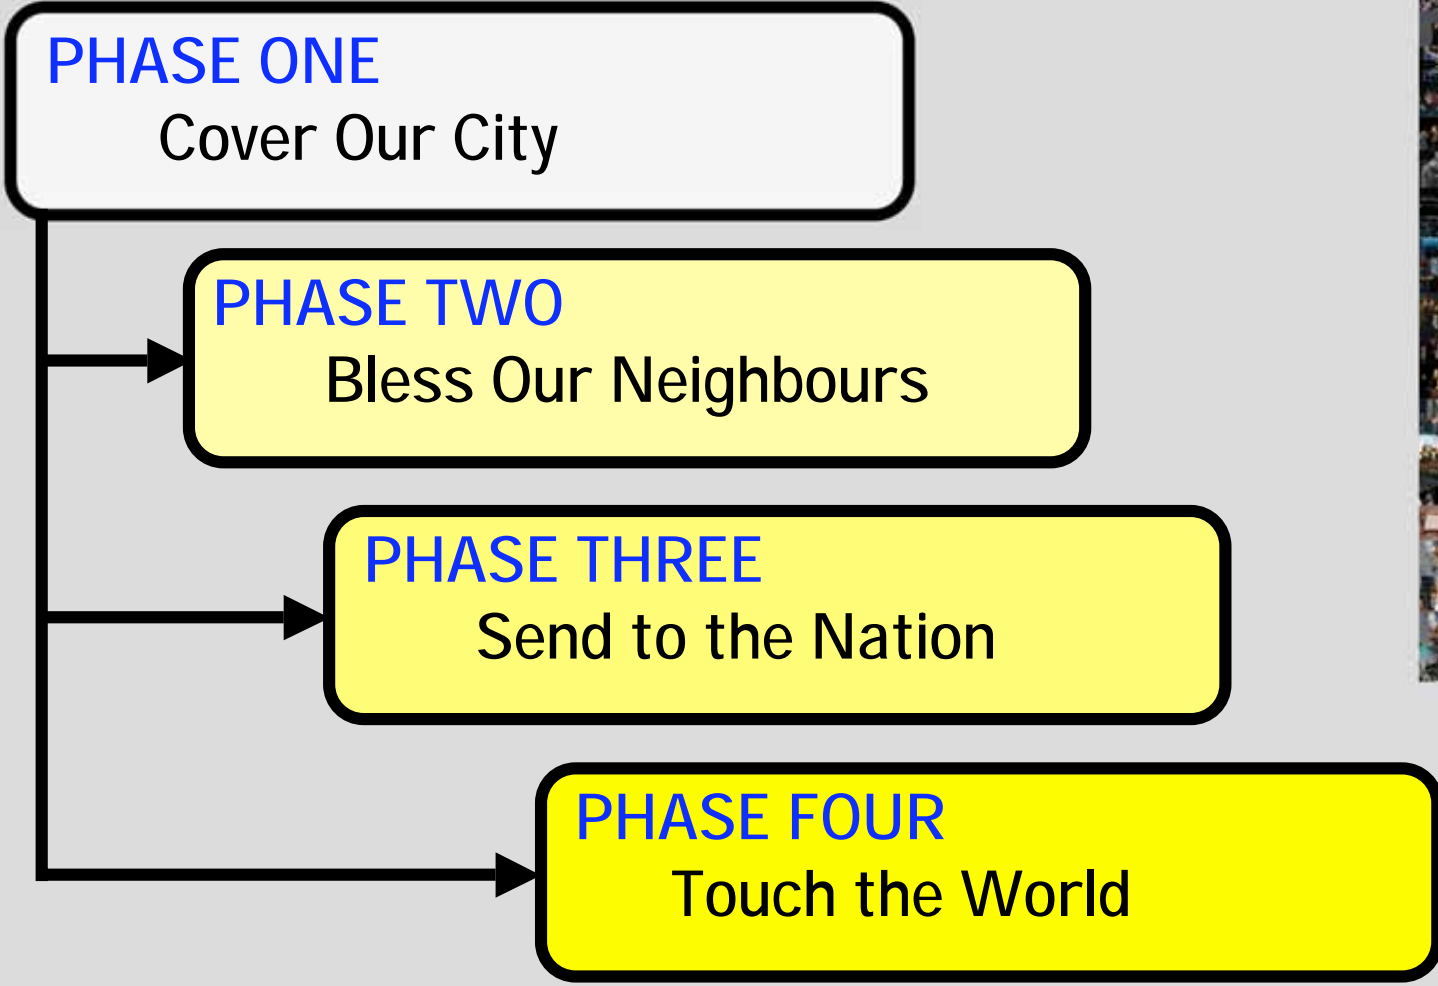 PHASE ONE
Cover Our City
PHASE TWO
Bless Our Neighbours
PHASE THREE
Send to the Nation
PHASE FOUR
Touch the World